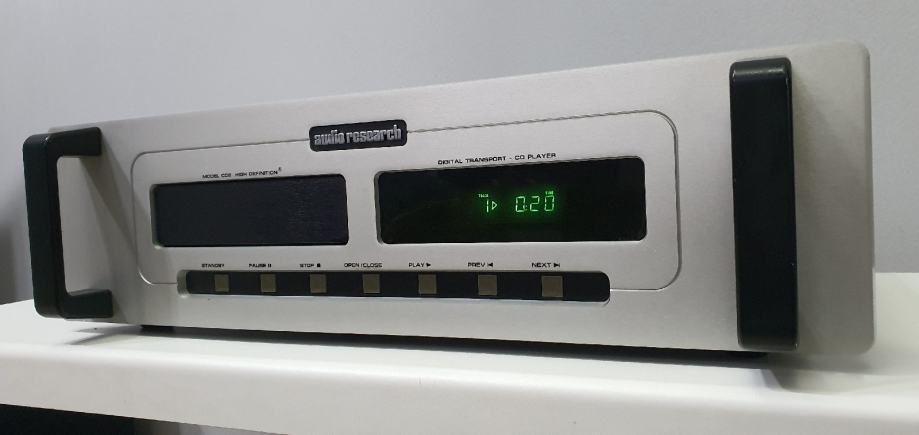 audio research
DIGITAL TRANSPORT - CD PLAYER
MODEL CD2 HIGH DEFINITION®
TRACK TIME
1▷ 0:20
STANDBY PAUSE II STOP ■ OPEN/CLOSE PLAY ▶ PREV |◀ NEXT ▶|